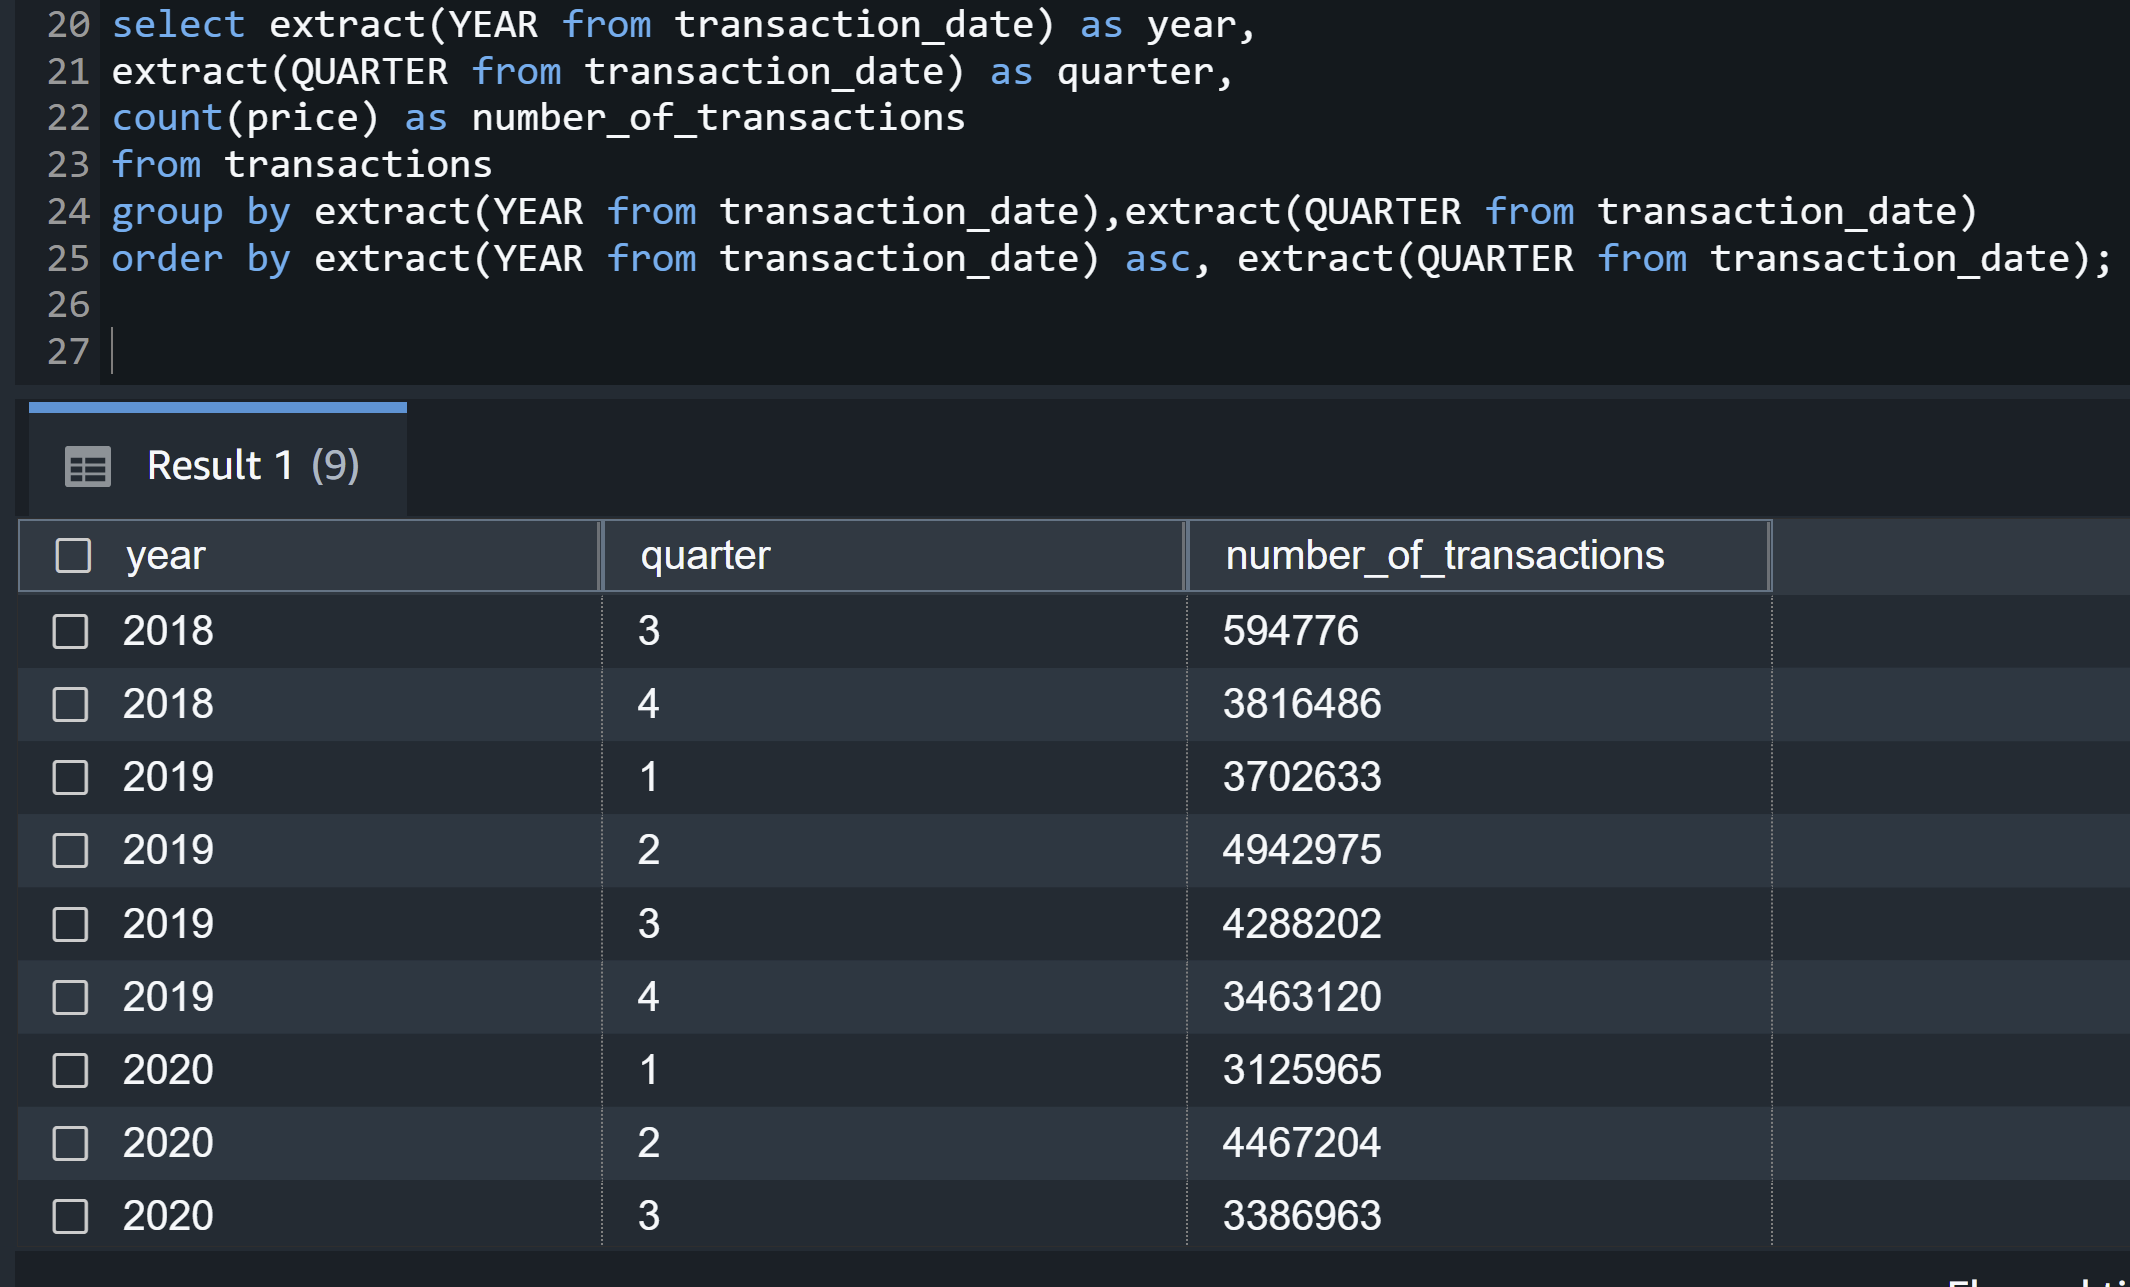 20 select extract(YEAR from transaction_date) as year,
21 extract(QUARTER from transaction_date) as quarter,
22 count(price) as number_of_transactions
23 from transactions
24 group by extract(YEAR from transaction_date),extract(QUARTER from transaction_date)
25 order by extract(YEAR from transaction_date) asc, extract(QUARTER from transaction_date);
26
27
Result 1 (9)
year quarter number_of_transactions
2018 3 594776
2018 4 3816486
2019 1 3702633
2019 2 4942975
2019 3 4288202
2019 4 3463120
2020 1 3125965
2020 2 4467204
2020 3 3386963